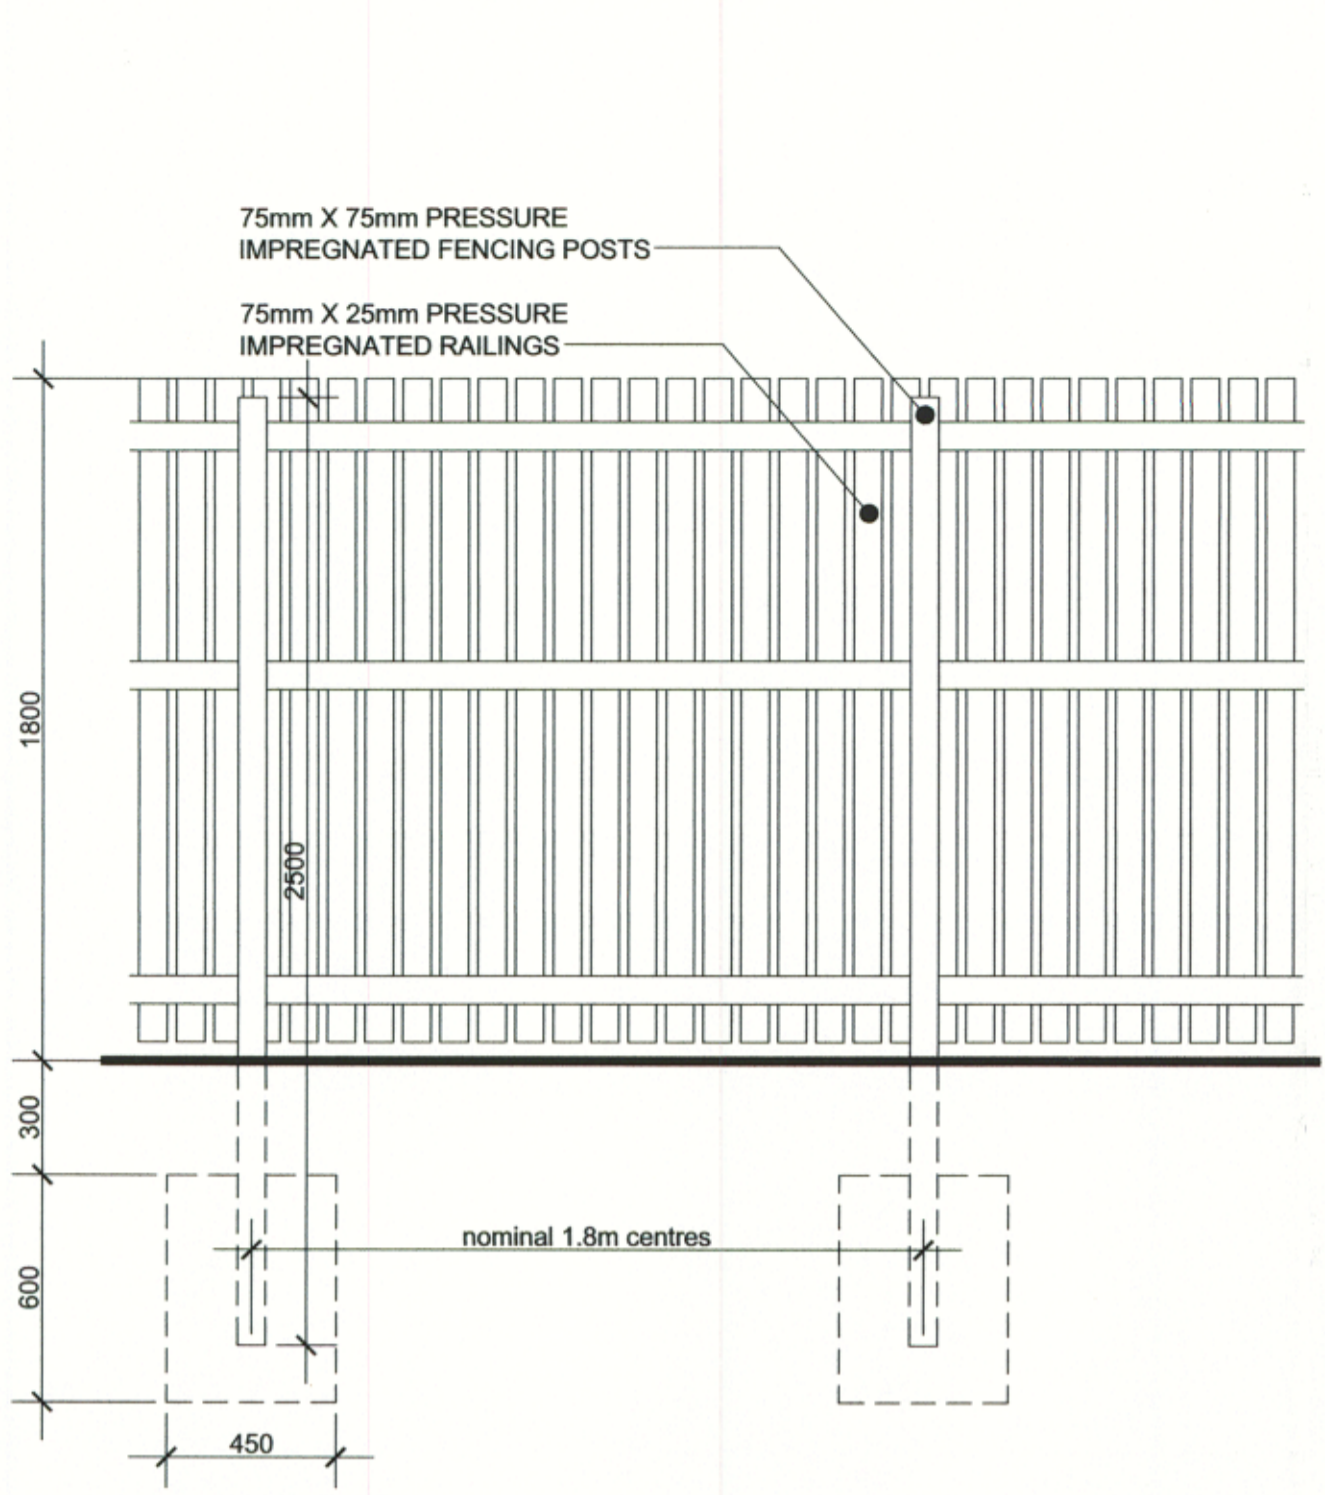 75mm X 75mm PRESSURE
IMPREGNATED FENCING POSTS
75mm X 25mm PRESSURE
IMPREGNATED RAILINGS
1800
2500
300
nominal 1.8m centres
600
450